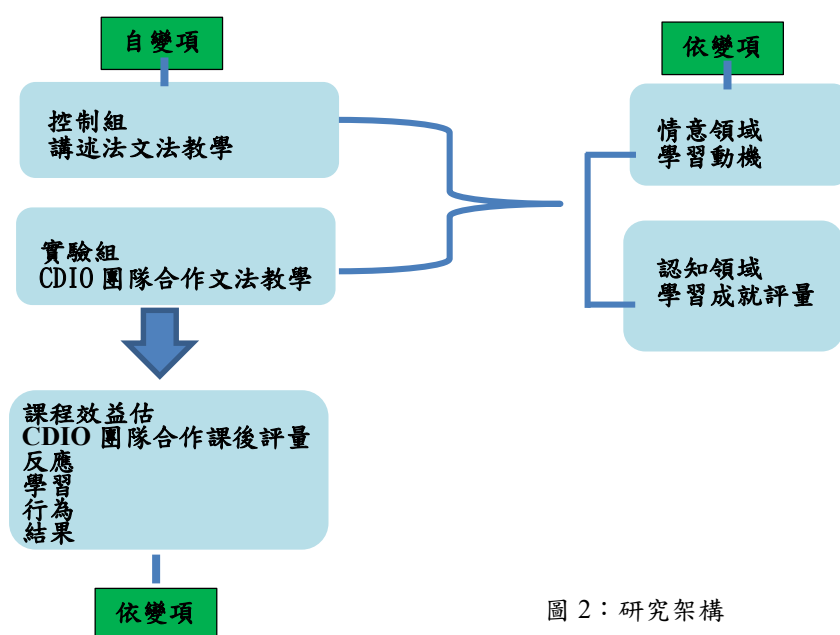 自變項
控制組
講述法文法教學
實驗組
CDIO 團隊合作文法教學
課程效益估
CDIO 團隊合作課後評量
反應
學習
行為
結果
依變項
依變項
情意領域
學習動機
認知領域
學習成就評量
圖 2：研究架構